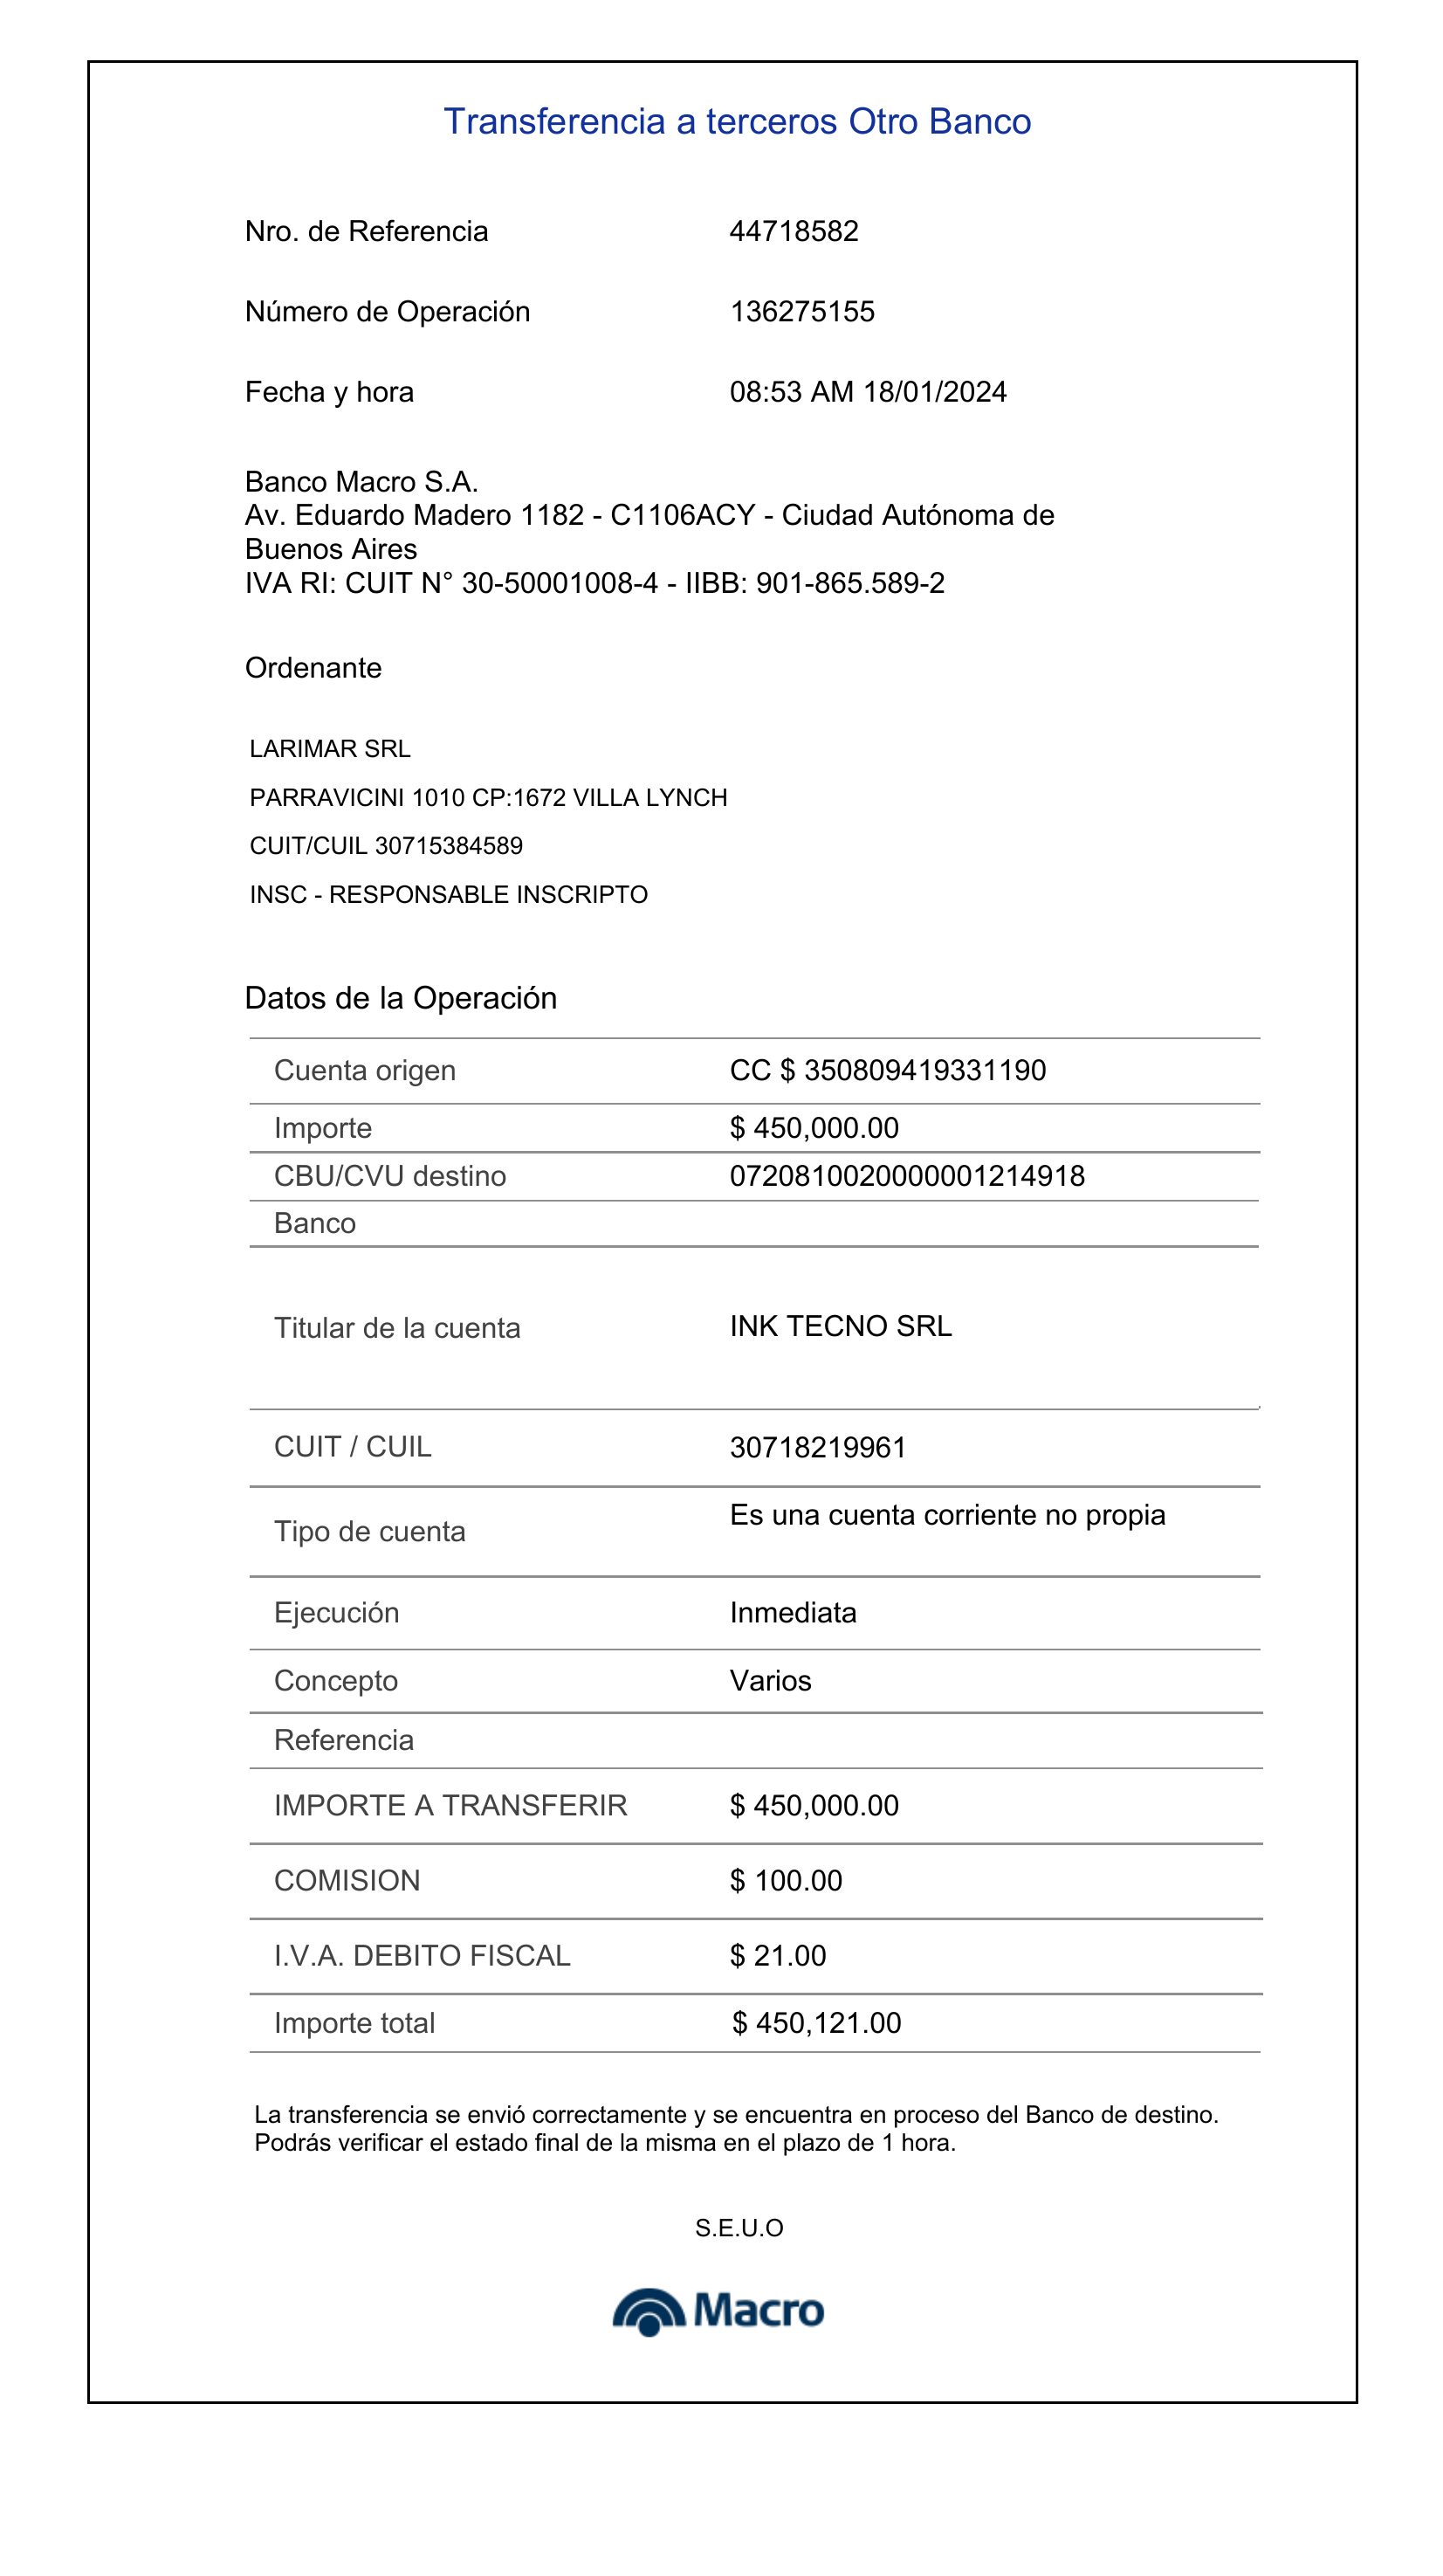 Transferencia a terceros Otro Banco
Nro. de Referencia 44718582
Número de Operación 136275155
Fecha y hora 08:53 AM 18/01/2024
Banco Macro S.A.
Av. Eduardo Madero 1182 - C1106ACY - Ciudad Autónoma de
Buenos Aires
IVA RI: CUIT N° 30-50001008-4 - IIBB: 901-865.589-2
Ordenante
LARIMAR SRL
PARRAVICINI 1010 CP:1672 VILLA LYNCH
CUIT/CUIL 30715384589
INSC - RESPONSABLE INSCRIPTO
Datos de la Operación
Cuenta origen CC $ 350809419331190
Importe $ 450,000.00
CBU/CVU destino 0720810020000001214918
Banco
Titular de la cuenta INK TECNO SRL
CUIT / CUIL 30718219961
Tipo de cuenta Es una cuenta corriente no propia
Ejecución Inmediata
Concepto Varios
Referencia
IMPORTE A TRANSFERIR $ 450,000.00
COMISION $ 100.00
I.V.A. DEBITO FISCAL $ 21.00
Importe total $ 450,121.00
La transferencia se envió correctamente y se encuentra en proceso del Banco de destino.
Podrás verificar el estado final de la misma en el plazo de 1 hora.
S.E.U.O
Macro